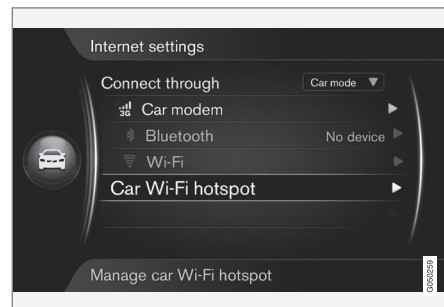 Internet settings
Connect through Car mode
3G Car modem
Bluetooth No device
Wi-Fi
Car Wi-Fi hotspot
Manage car Wi-Fi hotspot
G050259